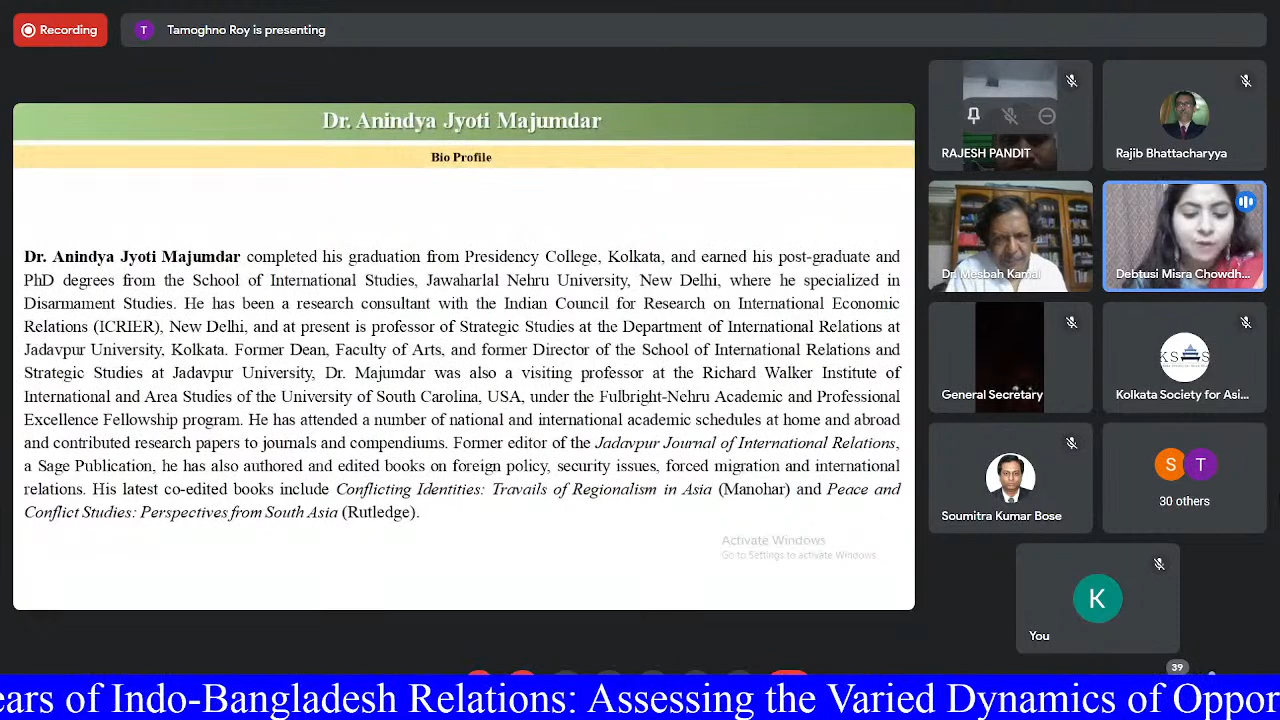 Recording
T Tamoghno Roy is presenting
Dr. Anindya Jyoti Majumdar
Bio Profile
Dr. Anindya Jyoti Majumdar completed his graduation from Presidency College, Kolkata, and earned his post-graduate and
PhD degrees from the School of International Studies, Jawaharlal Nehru University, New Delhi, where he specialized in
Disarmament Studies. He has been a research consultant with the Indian Council for Research on International Economic
Relations (ICRIER), New Delhi, and at present is professor of Strategic Studies at the Department of International Relations at
Jadavpur University, Kolkata. Former Dean, Faculty of Arts, and former Director of the School of International Relations and
Strategic Studies at Jadavpur University, Dr. Majumdar was also a visiting professor at the Richard Walker Institute of
International and Area Studies of the University of South Carolina, USA, under the Fulbright-Nehru Academic and Professional
Excellence Fellowship program. He has attended a number of national and international academic schedules at home and abroad
and contributed research papers to journals and compendiums. Former editor of the Jadavpur Journal of International Relations,
a Sage Publication, he has also authored and edited books on foreign policy, security issues, forced migration and international
relations. His latest co-edited books include Conflicting Identities: Travails of Regionalism in Asia (Manohar) and Peace and
Conflict Studies: Perspectives from South Asia (Rutledge).
Activate Windows
Go to Settings to activate Windows
RAJESH PANDIT
Rajib Bhattacharyya
Dr. Mesbah Kamal
Debtusi Misra Chowdh...
General Secretary
KS S
Kolkata Society for Asi...
Soumitra Kumar Bose
S T
30 others
K
You
39
ears of Indo-Bangladesh Relations: Assessing the Varied Dynamics of Oppor